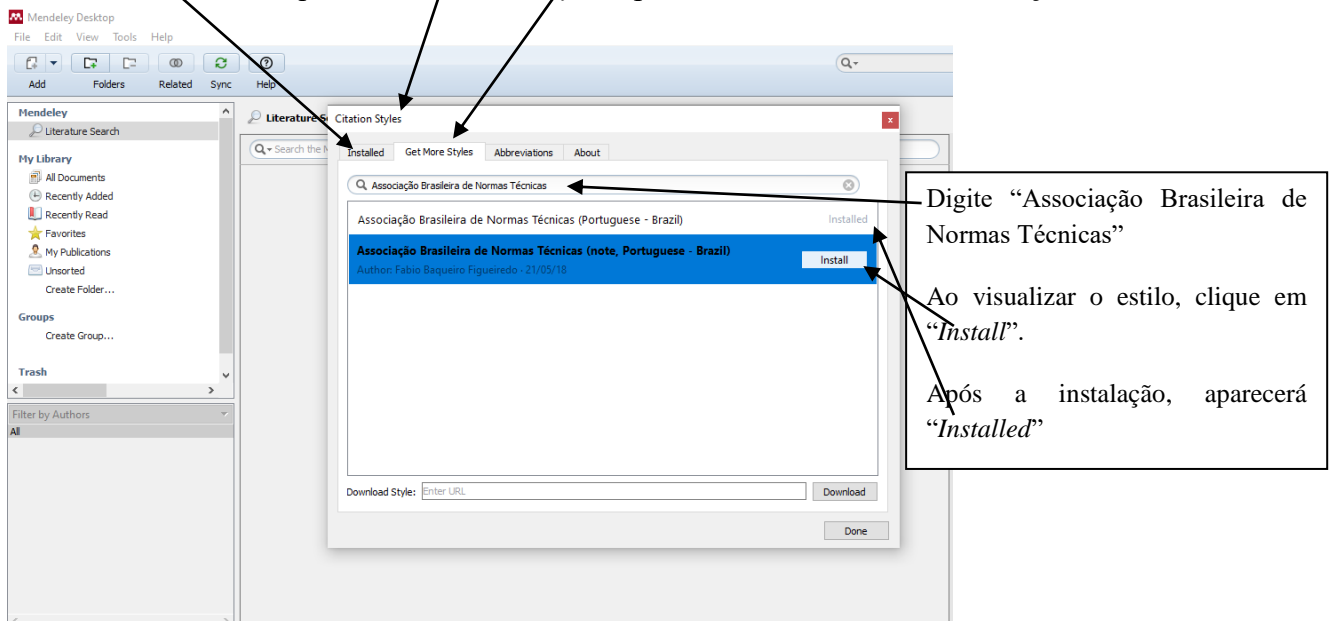 Mendeley Desktop
File Edit View Tools Help
Add Folders Related Sync Help
Mendeley
Literature Search
My Library
All Documents
Recently Added
Recently Read
Favorites
My Publications
Unsorted
Create Folder...
Groups
Create Group...
Trash
Filter by Authors
All
Literature S
Search the M
Citation Styles
Installed Get More Styles Abbreviations About
Associação Brasileira de Normas Técnicas
Associação Brasileira de Normas Técnicas (Portuguese - Brazil) Installed
Associação Brasileira de Normas Técnicas (note, Portuguese - Brazil) Install
Author: Fabio Baqueiro Figueiredo - 21/05/18
Download Style: Enter URL Download
Done
Digite “Associação Brasileira de
Normas Técnicas”
Ao visualizar o estilo, clique em
“Install”.
Após a instalação, aparecerá
“Installed”